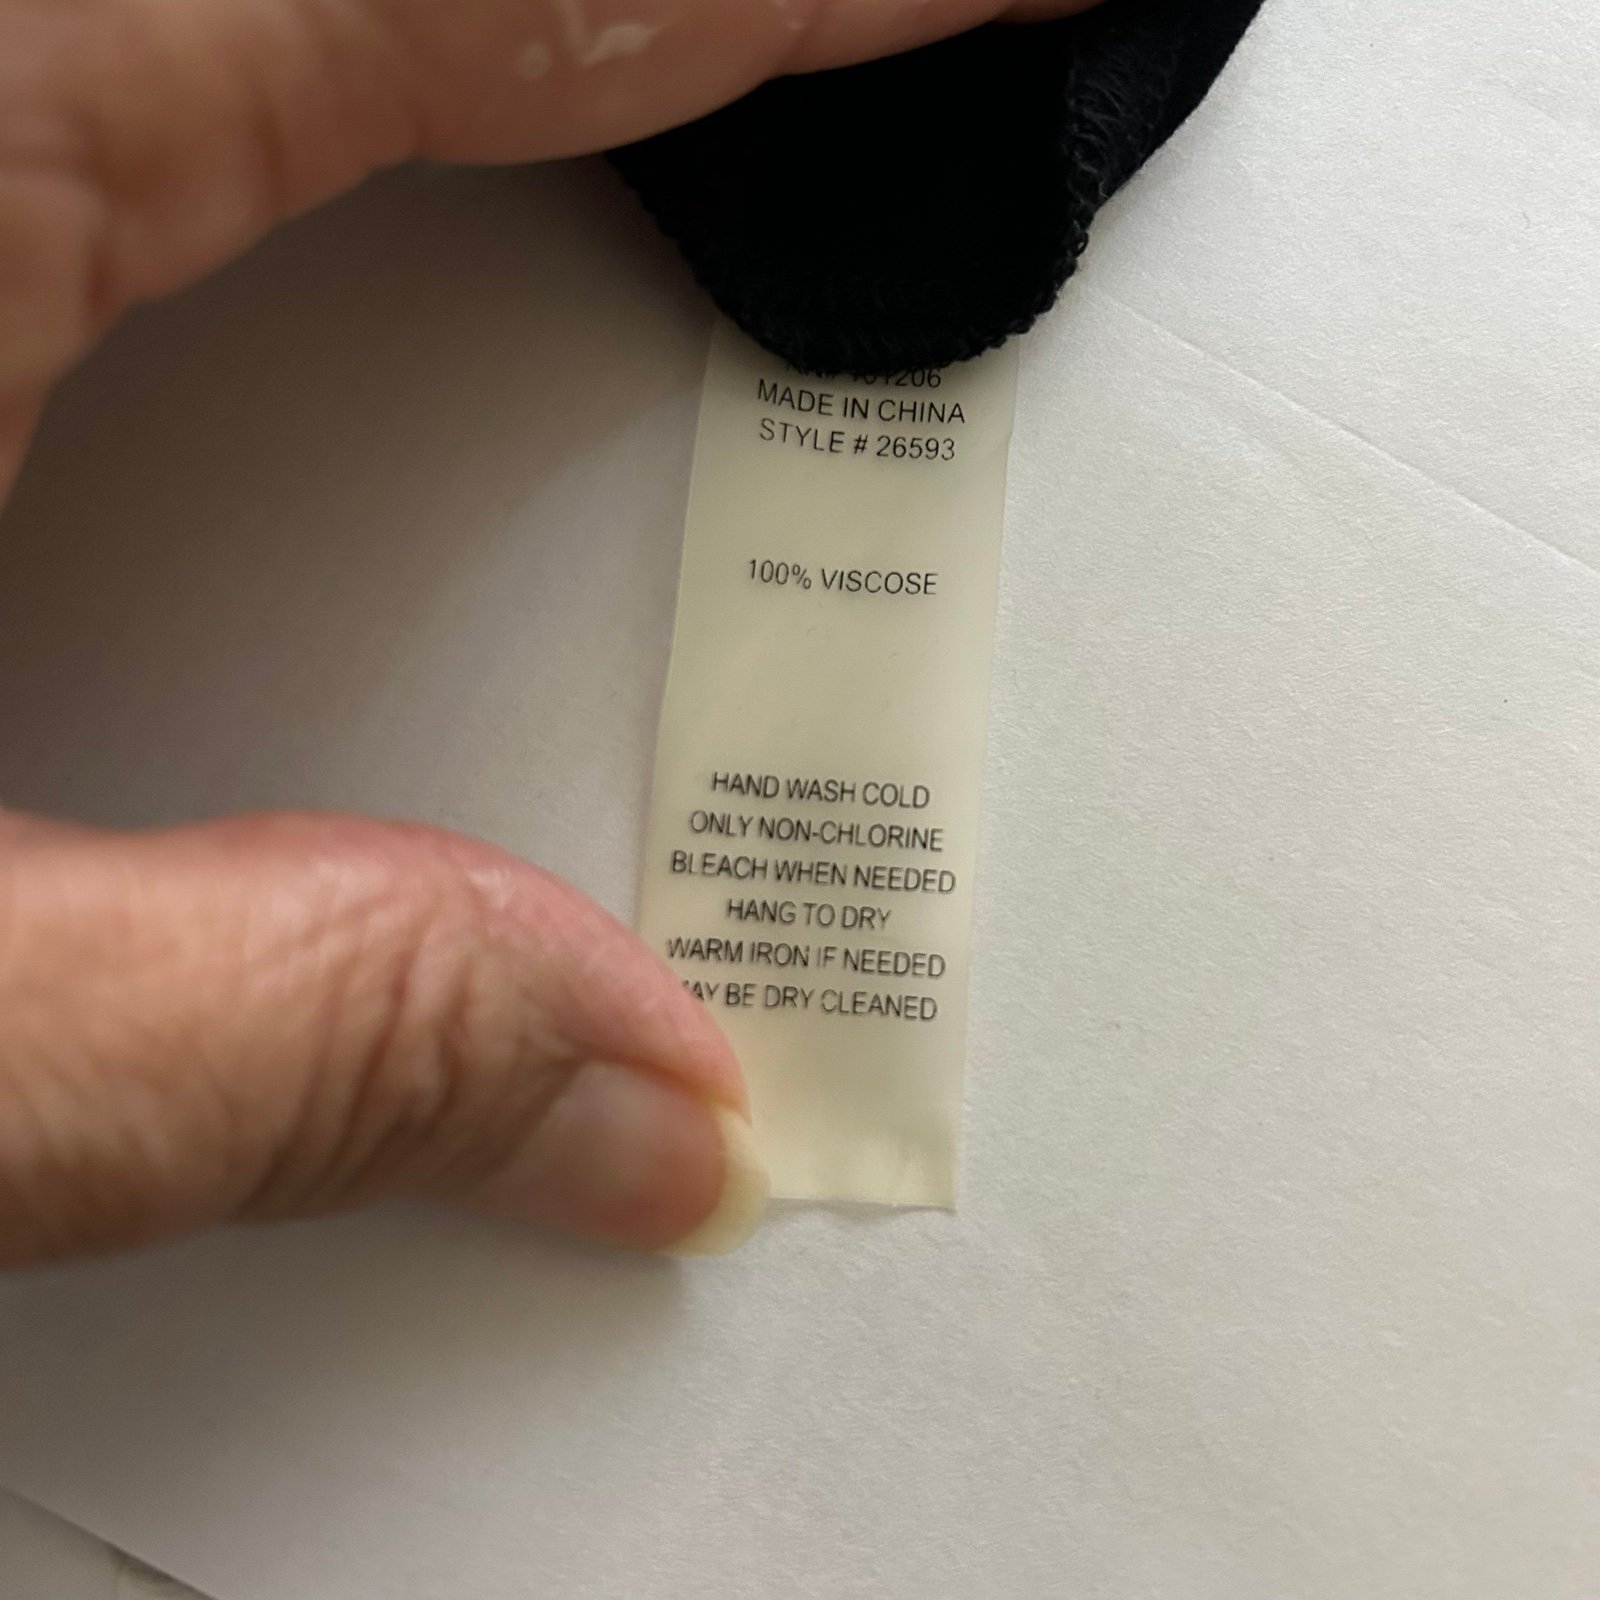 MADE IN CHINA
STYLE # 26593
100% VISCOSE
HAND WASH COLD
ONLY NON-CHLORINE
BLEACH WHEN NEEDED
HANG TO DRY
WARM IRON IF NEEDED
BE DRY CLEANED